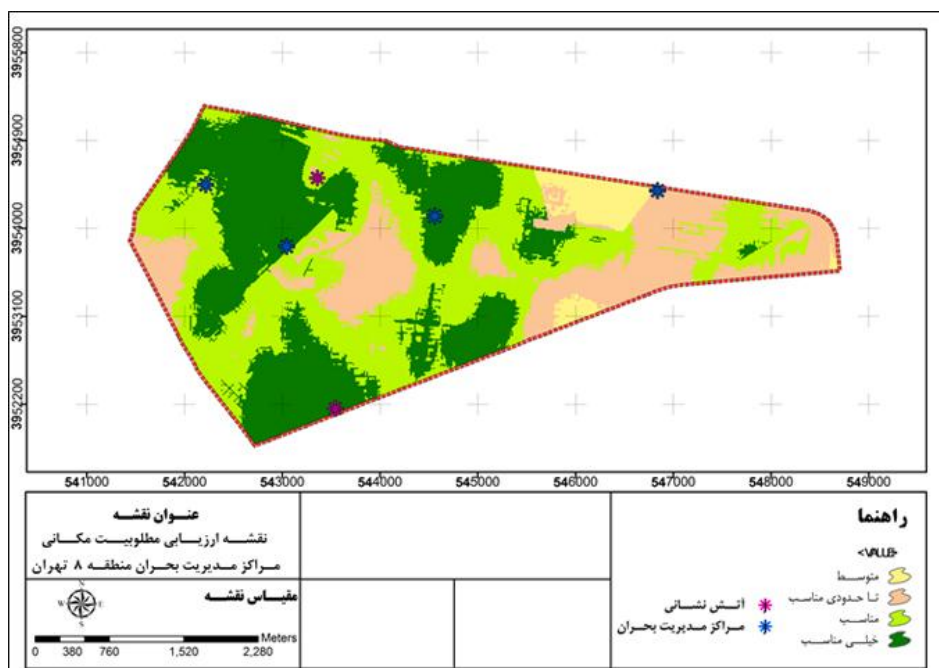 3955800
3954900
3954000
3953100
3952200
541000 542000 543000 544000 545000 546000 547000 548000 549000
عنوان نقشه
نقشه ارزیابی مطلوبیت مکانی
مراکز مدیریت بحران منطقه ۸ تهران
مقیاس نقشه
N
W E
S
Meters
0 380 760 1,520 2,280
راهنما
<VALUE>
متوسط
تا حدودی مناسب
مناسب
خیلی مناسب
آتش نشانی
مراکز مدیریت بحران